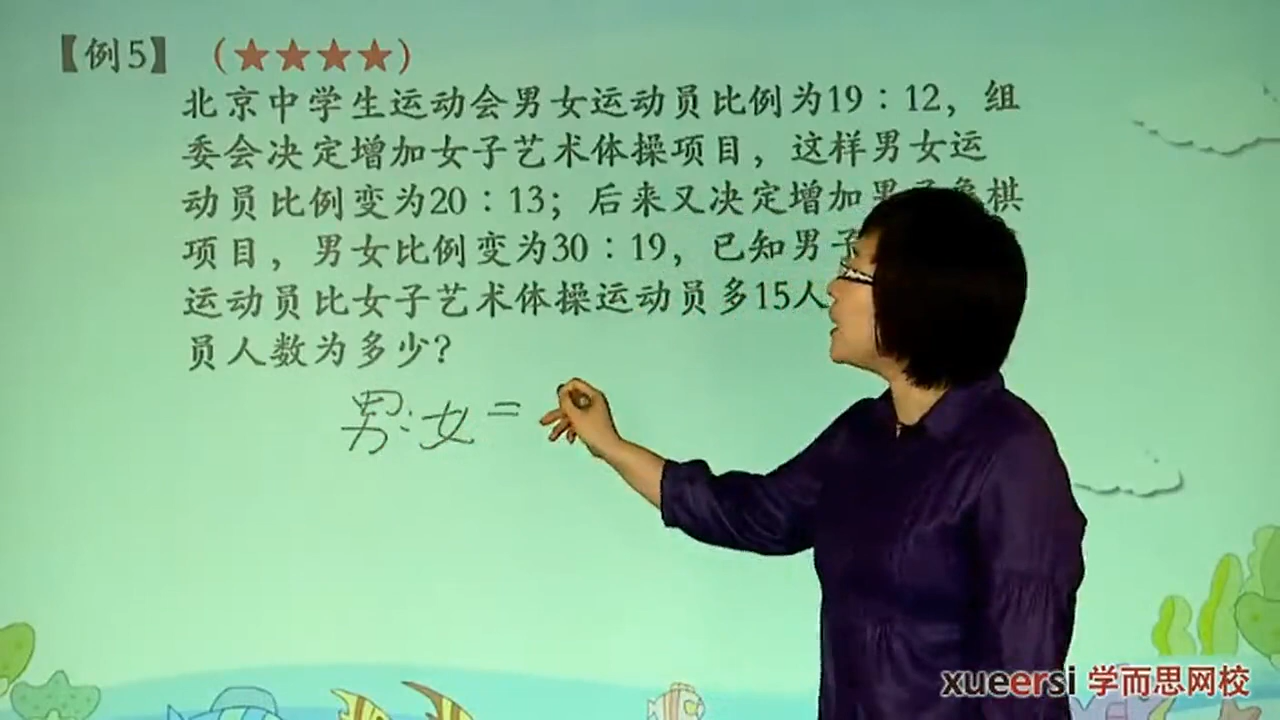 【例5】 (★★★★)
北京中学生运动会男女运动员比例为19：12，组
委会决定增加女子艺术体操项目，这样男女运
动员比例变为20：13；后来又决定增加男子象棋
项目，男女比例变为30：19，已知男子
运动员比女子艺术体操运动员多15人
员人数为多少？
男:女=
xueersi 学而思网校